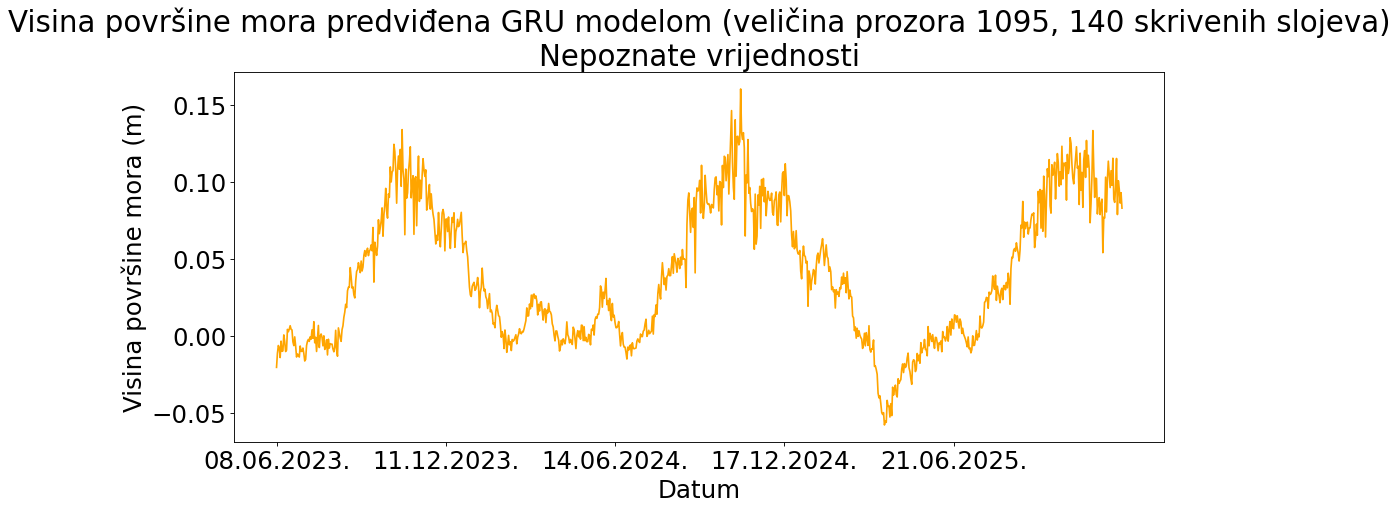 Visina površine mora predviđena GRU modelom (veličina prozora 1095, 140 skrivenih slojeva)
Nepoznate vrijednosti
Visina površine mora (m)
0.15
0.10
0.05
0.00
−0.05
08.06.2023. 11.12.2023. 14.06.2024. 17.12.2024. 21.06.2025.
Datum